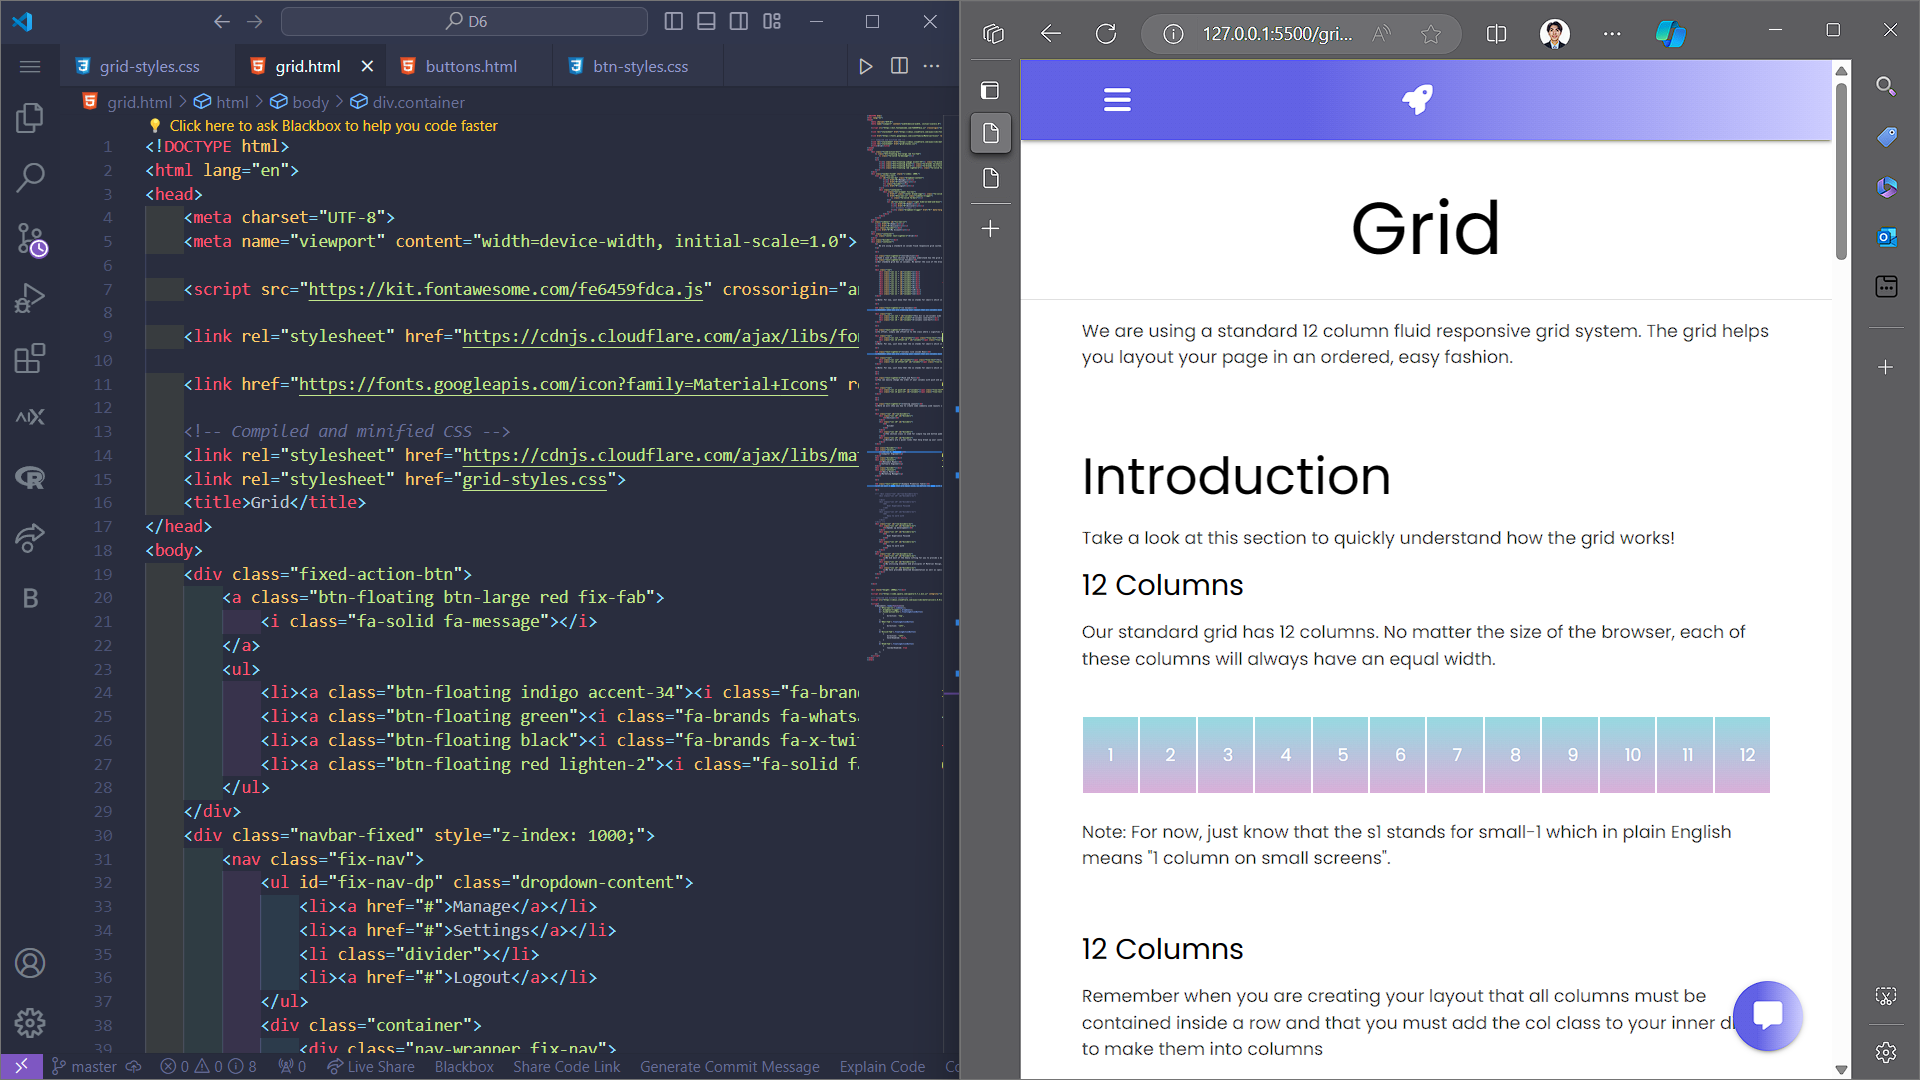 D6
grid-styles.css
grid.html
buttons.html
btn-styles.css
grid.html > html > body > div.container
Click here to ask Blackbox to help you code faster
1 <!DOCTYPE html>
2 <html lang="en">
3 <head>
4 <meta charset="UTF-8">
5 <meta name="viewport" content="width=device-width, initial-scale=1.0">
6
7 <script src="https://kit.fontawesome.com/fe6459fdca.js" crossorigin="an
8
9 <link rel="stylesheet" href="https://cdnjs.cloudflare.com/ajax/libs/fo
10
11 <link href="https://fonts.googleapis.com/icon?family=Material+Icons" re
12
13 <!-- Compiled and minified CSS -->
14 <link rel="stylesheet" href="https://cdnjs.cloudflare.com/ajax/libs/ma
15 <link rel="stylesheet" href="grid-styles.css">
16 <title>Grid</title>
17 </head>
18 <body>
19 <div class="fixed-action-btn">
20 <a class="btn-floating btn-large red fix-fab">
21 <i class="fa-solid fa-message"></i>
22 </a>
23 <ul>
24 <li><a class="btn-floating indigo accent-34"><i class="fa-bran
25 <li><a class="btn-floating green"><i class="fa-brands fa-whats
26 <li><a class="btn-floating black"><i class="fa-brands fa-x-twi
27 <li><a class="btn-floating red lighten-2"><i class="fa-solid f
28 </ul>
29 </div>
30 <div class="navbar-fixed" style="z-index: 1000;">
31 <nav class="fix-nav">
32 <ul id="fix-nav-dp" class="dropdown-content">
33 <li><a href="#">Manage</a></li>
34 <li><a href="#">Settings</a></li>
35 <li class="divider"></li>
36 <li><a href="#">Logout</a></li>
37 </ul>
38 <div class="container">
39 <div class="nav-wrapper fix-nav">
master 0 0 8 0 Live Share Blackbox Share Code Link Generate Commit Message Explain Code Co
127.0.0.1:5500/gri...
Grid
We are using a standard 12 column fluid responsive grid system. The grid helps
you layout your page in an ordered, easy fashion.
Introduction
Take a look at this section to quickly understand how the grid works!
12 Columns
Our standard grid has 12 columns. No matter the size of the browser, each of
these columns will always have an equal width.
1 2 3 4 5 6 7 8 9 10 11 12
Note: For now, just know that the s1 stands for small-1 which in plain English
means "1 column on small screens".
12 Columns
Remember when you are creating your layout that all columns must be
contained inside a row and that you must add the col class to your inner di
to make them into columns